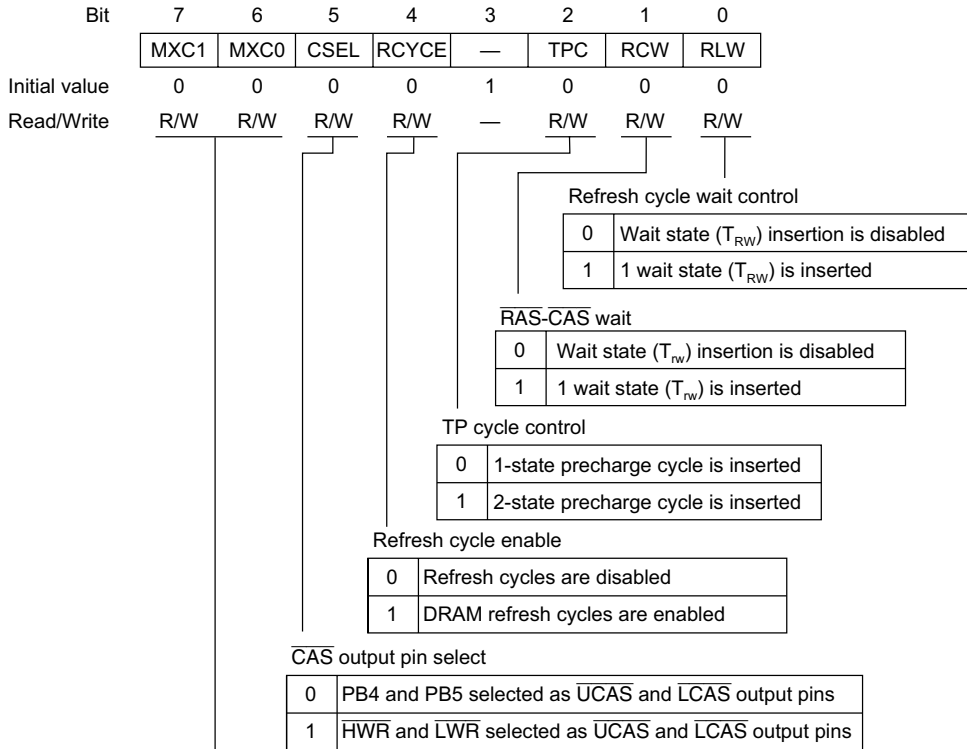 Bit 7 6 5 4 3 2 1 0
MXC1 MXC0 CSEL RCYCE — TPC RCW RLW
Initial value 0 0 0 0 1 0 0 0
Read/Write R/W R/W R/W R/W — R/W R/W R/W
Refresh cycle wait control
0 Wait state (TRW) insertion is disabled
1 1 wait state (TRW) is inserted
RAS-CAS wait
0 Wait state (Trw) insertion is disabled
1 1 wait state (Trw) is inserted
TP cycle control
0 1-state precharge cycle is inserted
1 2-state precharge cycle is inserted
Refresh cycle enable
0 Refresh cycles are disabled
1 DRAM refresh cycles are enabled
CAS output pin select
0 PB4 and PB5 selected as UCAS and LCAS output pins
1 HWR and LWR selected as UCAS and LCAS output pins